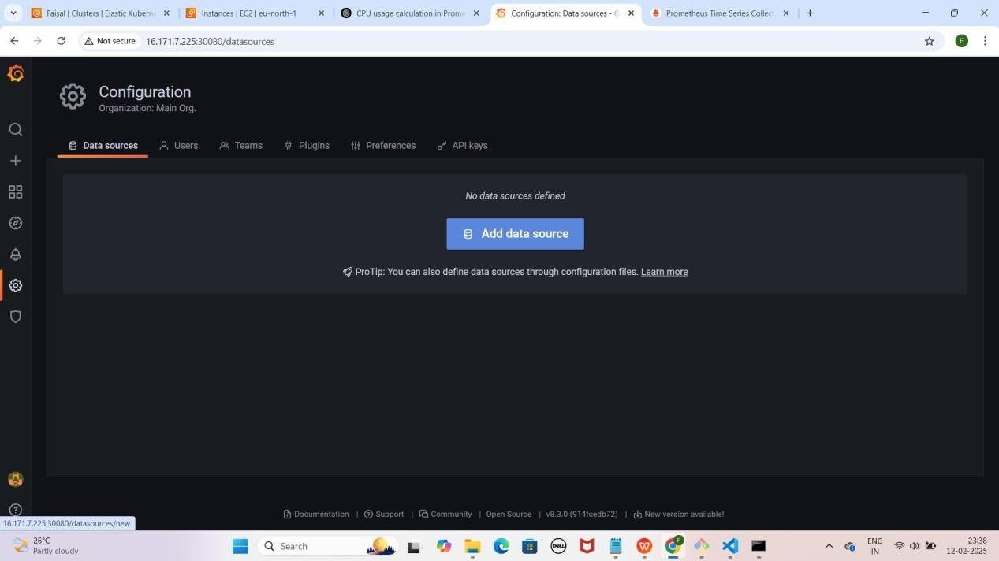 Faisal | Clusters | Elastic Kubern
Instances | EC2 | eu-north-1
CPU usage calculation in Prome
Configuration: Data sources - G
Prometheus Time Series Collect
Not secure
16.171.7.225:30080/datasources
F
Configuration
Organization: Main Org.
Data sources
Users
Teams
Plugins
Preferences
API keys
No data sources defined
Add data source
ProTip: You can also define data sources through configuration files. Learn more
Documentation | Support | Community | Open Source | v8.3.0 (914fcedb72) | New version available!
16.171.7.225:30080/datasources/new
26°C
Partly cloudy
Search
DELL
F
ENG
IN
23:38
12-02-2025